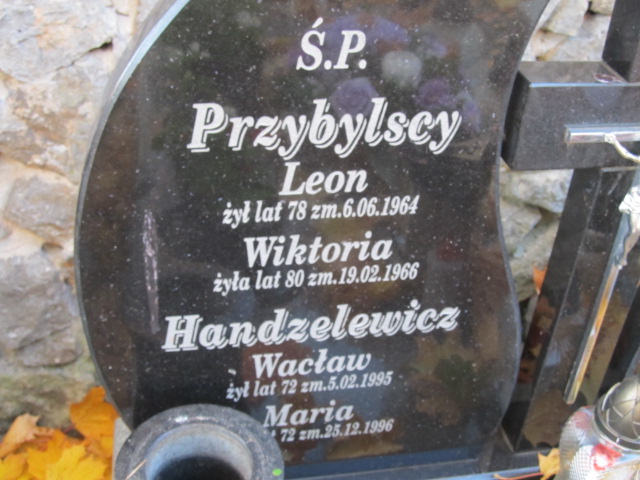 Ś.P.
Przybylscy
Leon
żył lat 78 zm.6.06.1964
Wiktoria
żyła lat 80 zm.19.02.1966
Handzelewicz
Wacław
żył lat 72 zm.5.02.1995
Maria
72 zm.25.12.1996